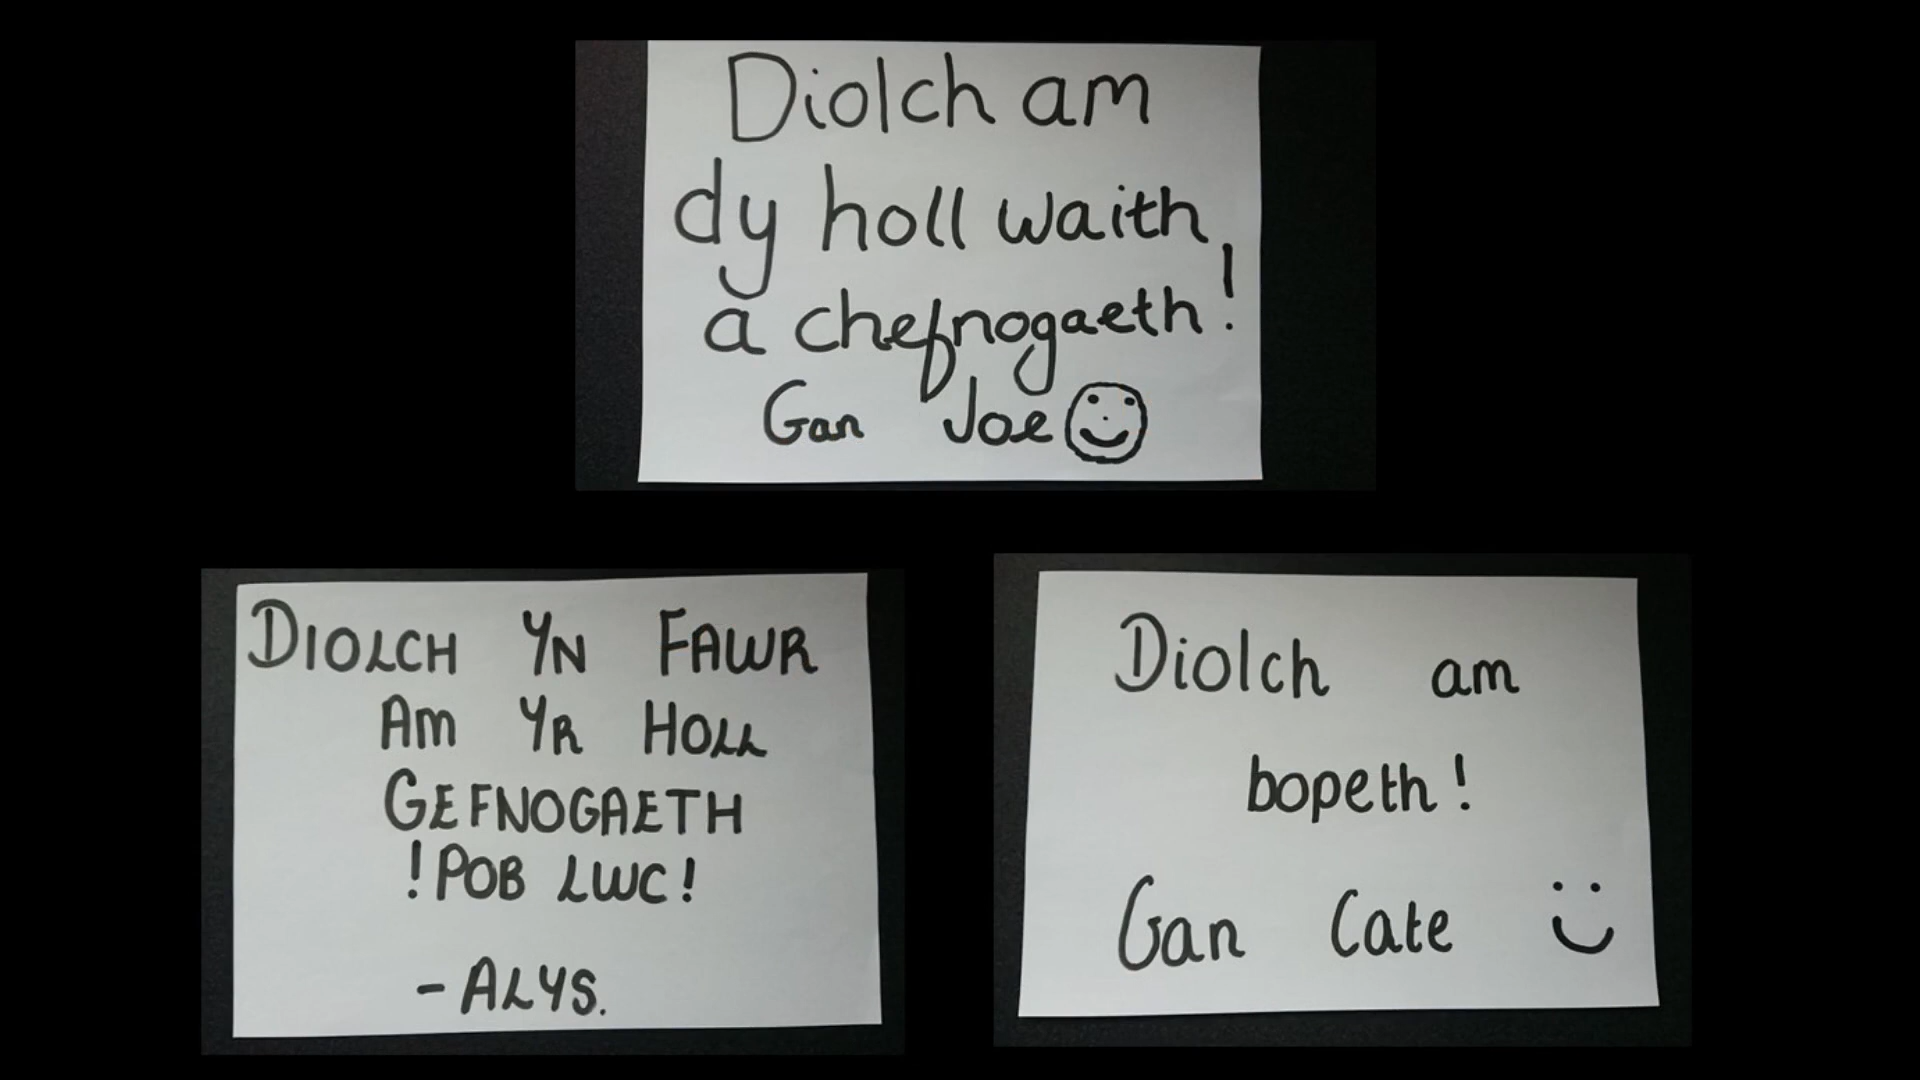 Diolch am
dy holl waith
a chefnogaeth!
Gan Joe
DIOLCH YN FAWR
AM YR HOLL
GEFNOGAETH
!POB LWC!
- ALYS.
Diolch am
bopeth!
Gan Cate